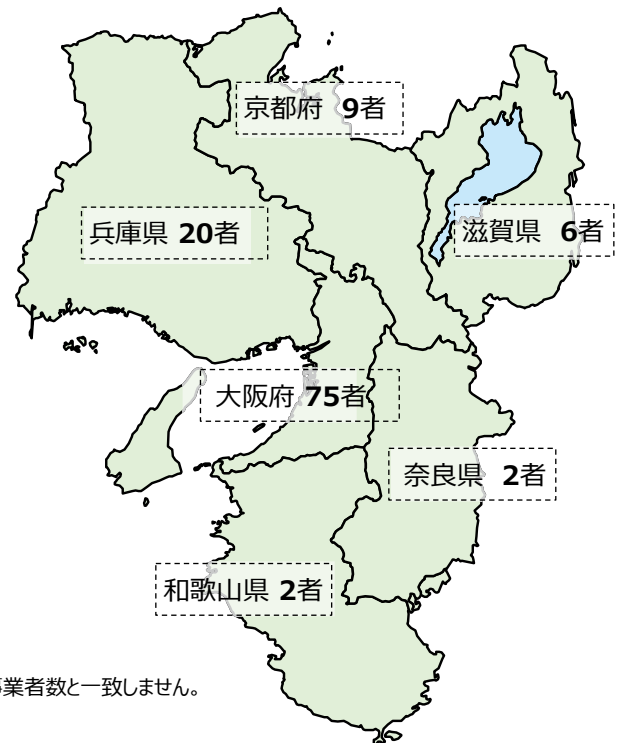 京都府 9者
兵庫県 20者
滋賀県 6者
大阪府 75者
奈良県 2者
和歌山県 2者
業者数と一致しません。